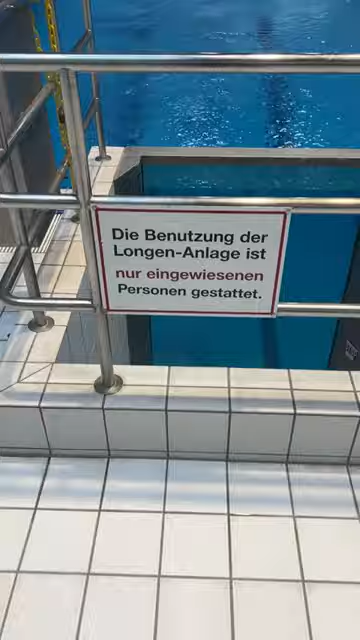 Die Benutzung der
Longen-Anlage ist
nur eingewiesenen
Personen gestattet.